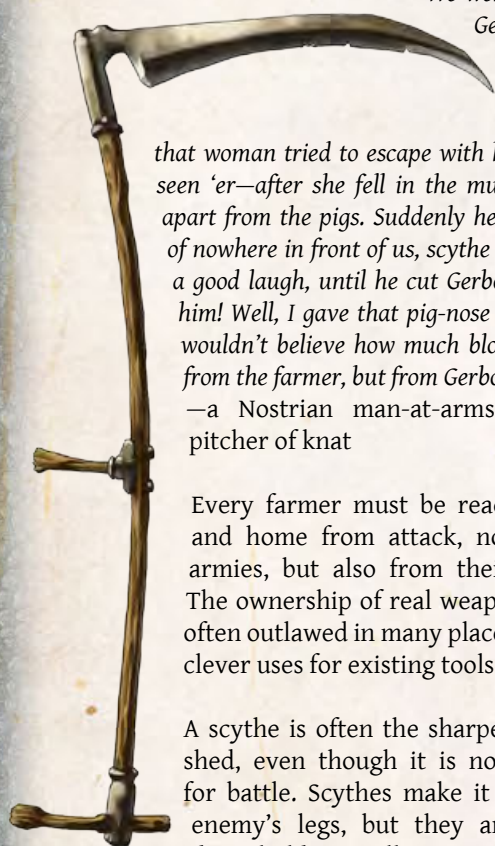 Ge
that woman tried to escape with
seen ‘er—after she fell in the mu
apart from the pigs. Suddenly he
of nowhere in front of us, scythe
a good laugh, until he cut Gerbo
him! Well, I gave that pig-nose
wouldn’t believe how much blo
from the farmer, but from Gerbo
—a Nostrian man-at-arms
pitcher of knat
Every farmer must be read
and home from attack, no
armies, but also from thei
The ownership of real weap
often outlawed in many place
clever uses for existing tools
A scythe is often the sharpe
shed, even though it is no
for battle. Scythes make it
enemy’s legs, but they ar